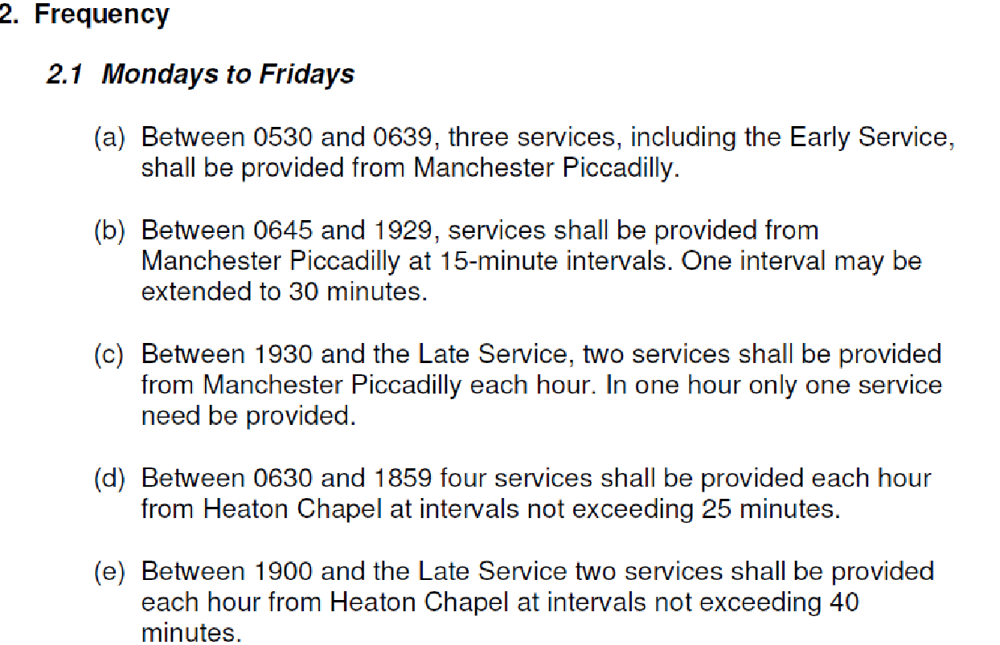 2. Frequency
2.1 Mondays to Fridays
(a) Between 0530 and 0639, three services, including the Early Service,
shall be provided from Manchester Piccadilly.
(b) Between 0645 and 1929, services shall be provided from
Manchester Piccadilly at 15-minute intervals. One interval may be
extended to 30 minutes.
(c) Between 1930 and the Late Service, two services shall be provided
from Manchester Piccadilly each hour. In one hour only one service
need be provided.
(d) Between 0630 and 1859 four services shall be provided each hour
from Heaton Chapel at intervals not exceeding 25 minutes.
(e) Between 1900 and the Late Service two services shall be provided
each hour from Heaton Chapel at intervals not exceeding 40
minutes.